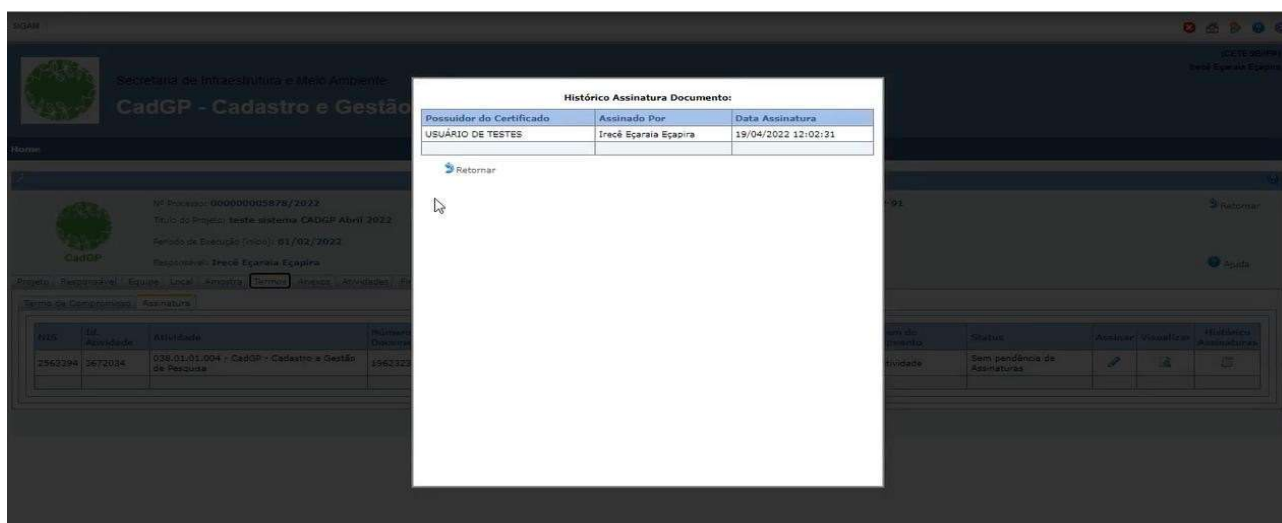 SIGAM
Secretaria de Infraestrutura e Meio Ambiente
CadGP - Cadastro e Gestão
Home
Histórico Assinatura Documento:
Possuidor do Certificado Assinado Por Data Assinatura
USUÁRIO DE TESTES Irecê Eçaraia Eçapira 19/04/2022 12:02:31
Retornar
Nº Processo: 000000005878/2022
Retornar
Título do Projeto: teste sistema CADGP Abril 2022
Período de Execução (início): 01/02/2022
Responsável: Irecê Eçaraia Eçapira
CadGP
Ajuda
Projeto Responsável Equipe Local Amostra Termos Anexos Atividades
Termo de Compromisso Assinatura
NIS Id. Atividade Atividade Status Assinar Visualizar Histórico Assinaturas
2562394 2672034 038.01.01.004 - CadGP - Cadastro e Gestão de Pesquisa Sem pendência de Assinaturas